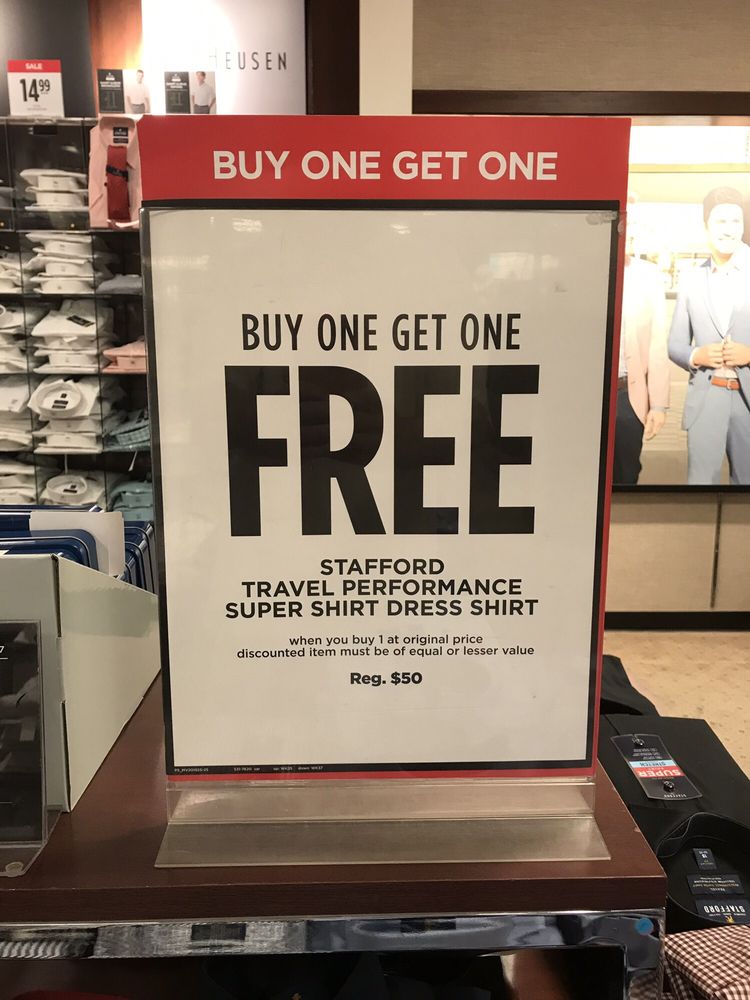 HEUSEN
SALE
14.99
BUY ONE GET ONE
BUY ONE GET ONE
FREE
STAFFORD
TRAVEL PERFORMANCE
SUPER SHIRT DRESS SHIRT
when you buy 1 at original price
discounted item must be of equal or lesser value
Reg. $50
SUPER
STRETCH
STAFFORD